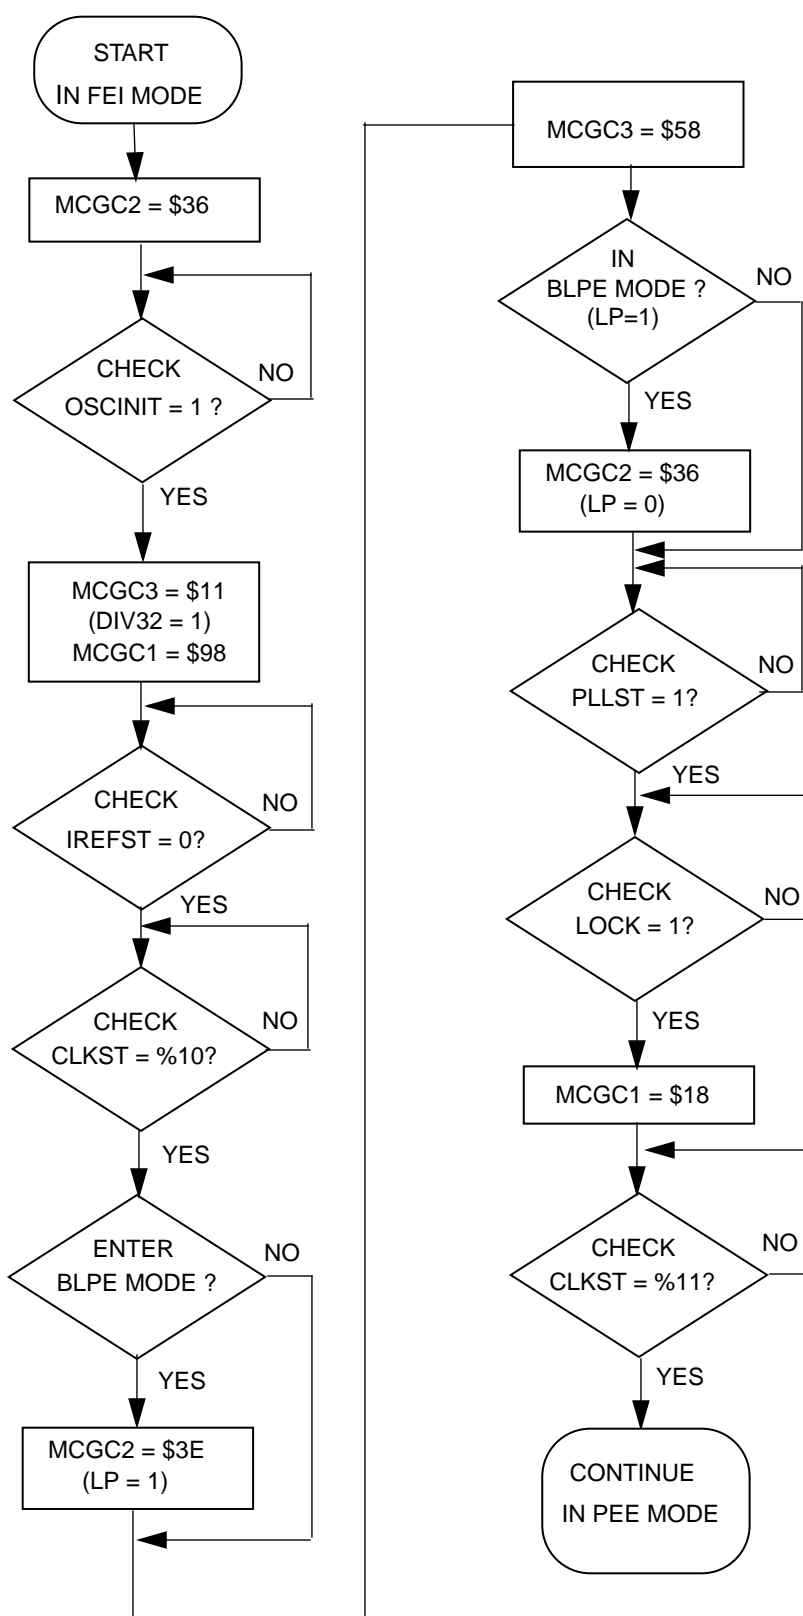 START
IN FEI MODE
MCGC2 = $36
CHECK
OSCINIT = 1 ?
NO
YES
MCGC3 = $11
(DIV32 = 1)
MCGC1 = $98
CHECK
IREFST = 0?
NO
YES
CHECK
CLKST = %10?
NO
YES
ENTER
BLPE MODE ?
NO
YES
MCGC2 = $3E
(LP = 1)
MCGC3 = $58
IN
BLPE MODE ?
(LP=1)
NO
YES
MCGC2 = $36
(LP = 0)
CHECK
PLLST = 1?
NO
YES
CHECK
LOCK = 1?
NO
YES
MCGC1 = $18
CHECK
CLKST = %11?
NO
YES
CONTINUE
IN PEE MODE